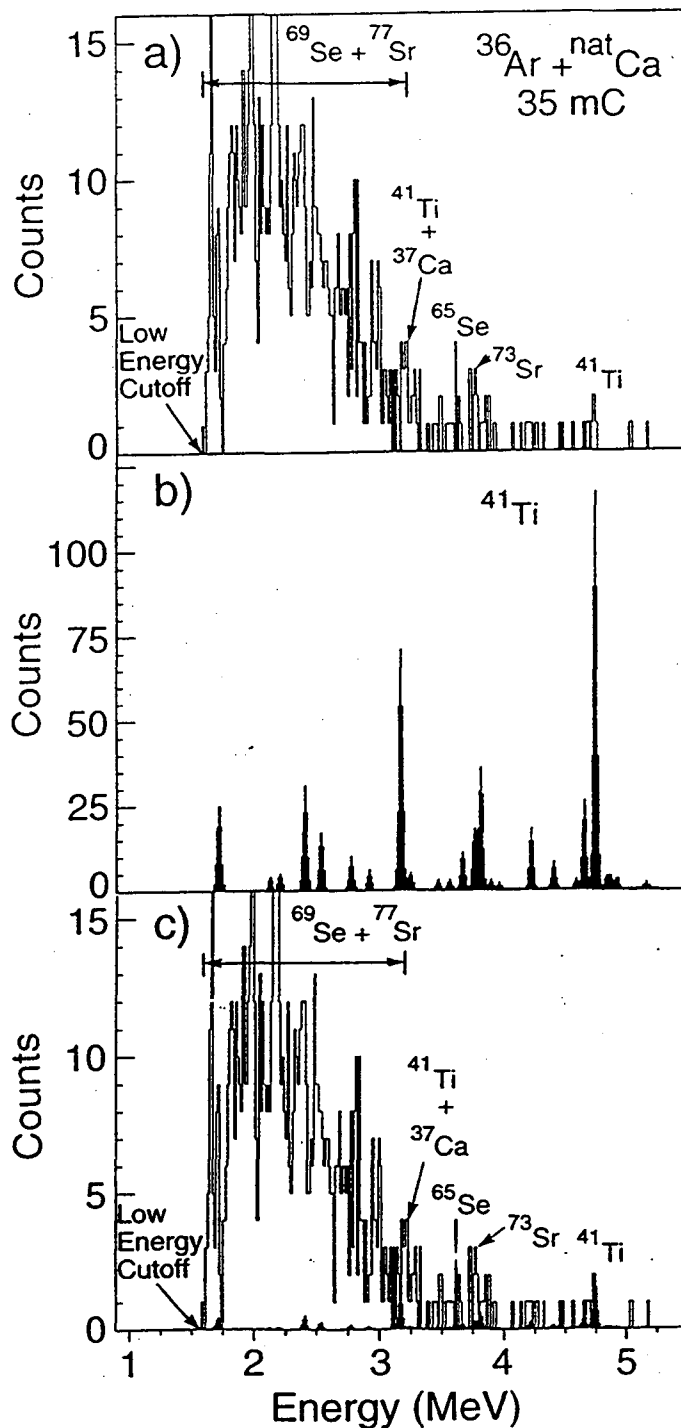 a)
⁶⁹Se + ⁷⁷Sr
³⁶Ar + ⁿᵃᵗCa
35 mC
15
10
5
0
Counts
⁴¹Ti
+
³⁷Ca
⁶⁵Se
⁷³Sr
⁴¹Ti
Low
Energy
Cutoff
b)
⁴¹Ti
100
75
50
25
0
Counts
c)
⁶⁹Se + ⁷⁷Sr
15
10
5
0
Counts
⁴¹Ti
+
³⁷Ca
⁶⁵Se
⁷³Sr
⁴¹Ti
Low
Energy
Cutoff
1 2 3 4 5
Energy (MeV)